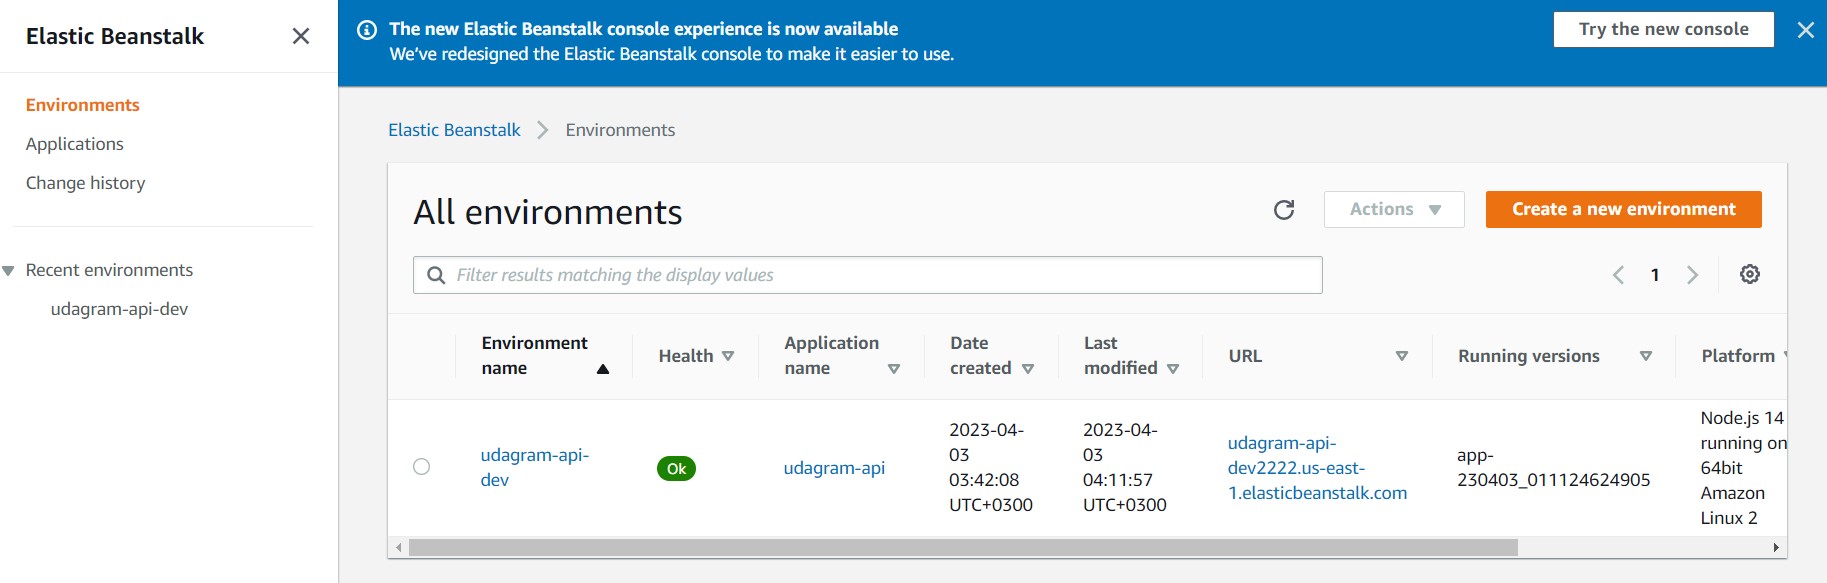 Elastic Beanstalk
The new Elastic Beanstalk console experience is now available
We've redesigned the Elastic Beanstalk console to make it easier to use.
Try the new console
Environments
Applications
Change history
Recent environments
udagram-api-dev
Elastic Beanstalk
Environments
All environments
Actions
Create a new environment
Filter results matching the display values
1
Environment
name
Health
Application
name
Date
created
Last
modified
URL
Running versions
Platform
udagram-api-
dev
Ok
udagram-api
2023-04-
03
03:42:08
UTC+0300
2023-04-
03
04:11:57
UTC+0300
udagram-api-
dev2222.us-east-
1.elasticbeanstalk.com
app-
230403_011124624905
Node.js 14
running on
64bit
Amazon
Linux 2